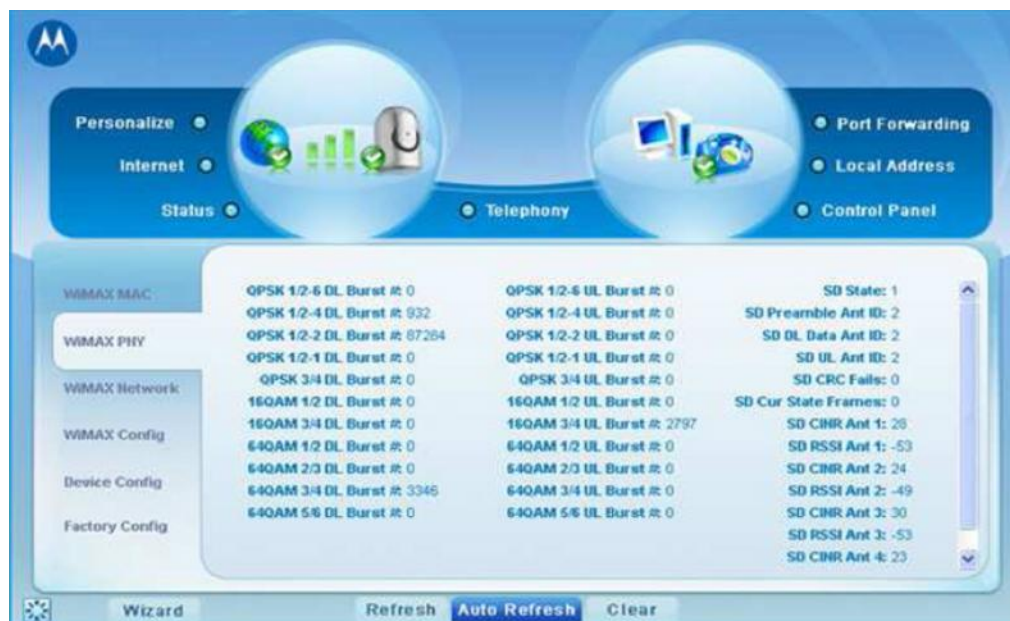 Personalize
Internet
Status
Telephony
Port Forwarding
Local Address
Control Panel
WiMAX MAC
WiMAX PHY
WiMAX Network
WiMAX Config
Device Config
Factory Config
QPSK 1/2-6 DL Burst #: 0
QPSK 1/2-4 DL Burst #: 932
QPSK 1/2-2 DL Burst #: 87264
QPSK 1/2-1 DL Burst #: 0
QPSK 3/4 DL Burst #: 0
16QAM 1/2 DL Burst #: 0
16QAM 3/4 DL Burst #: 0
64QAM 1/2 DL Burst #: 0
64QAM 2/3 DL Burst #: 0
64QAM 3/4 DL Burst #: 3346
64QAM 5/6 DL Burst #: 0
QPSK 1/2-6 UL Burst #: 0
QPSK 1/2-4 UL Burst #: 0
QPSK 1/2-2 UL Burst #: 0
QPSK 1/2-1 UL Burst #: 0
QPSK 3/4 UL Burst #: 0
16QAM 1/2 UL Burst #: 0
16QAM 3/4 UL Burst #: 2797
64QAM 1/2 UL Burst #: 0
64QAM 2/3 UL Burst #: 0
64QAM 3/4 UL Burst #: 0
64QAM 5/6 UL Burst #: 0
SD State: 1
SD Preamble Ant ID: 2
SD DL Data Ant ID: 2
SD UL Ant ID: 2
SD CRC Fails: 0
SD Cur State Frames: 0
SD CINR Ant 1: 28
SD RSSI Ant 1: -53
SD CINR Ant 2: 24
SD RSSI Ant 2: -49
SD CINR Ant 3: 30
SD RSSI Ant 3: -53
SD CINR Ant 4: 23
Wizard
Refresh
Auto Refresh
Clear